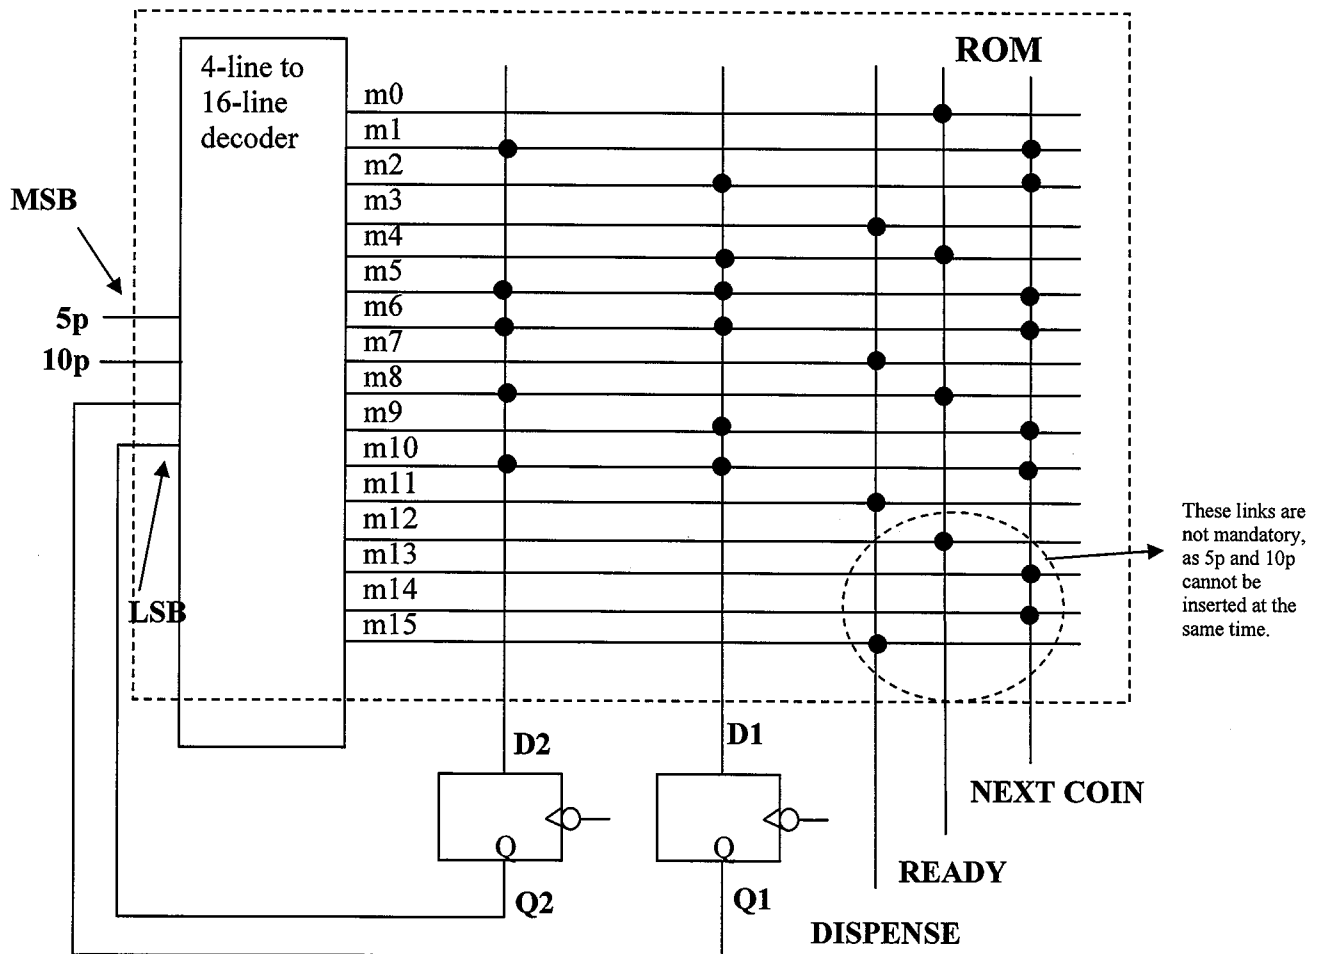 ROM
4-line to
16-line
decoder
m0
m1
m2
m3
m4
m5
m6
m7
m8
m9
m10
m11
m12
m13
m14
m15
MSB
5p
10p
LSB
These links are
not mandatory,
as 5p and 10p
cannot be
inserted at the
same time.
D2
D1
Q
Q
Q2
Q1
NEXT COIN
READY
DISPENSE